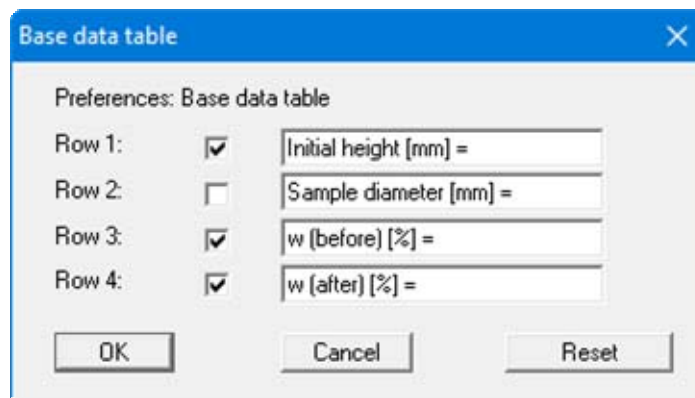 Base data table
Preferences: Base data table
Row 1: Initial height [mm] =
Row 2: Sample diameter [mm] =
Row 3: w (before) [%] =
Row 4: w (after) [%] =
OK Cancel Reset